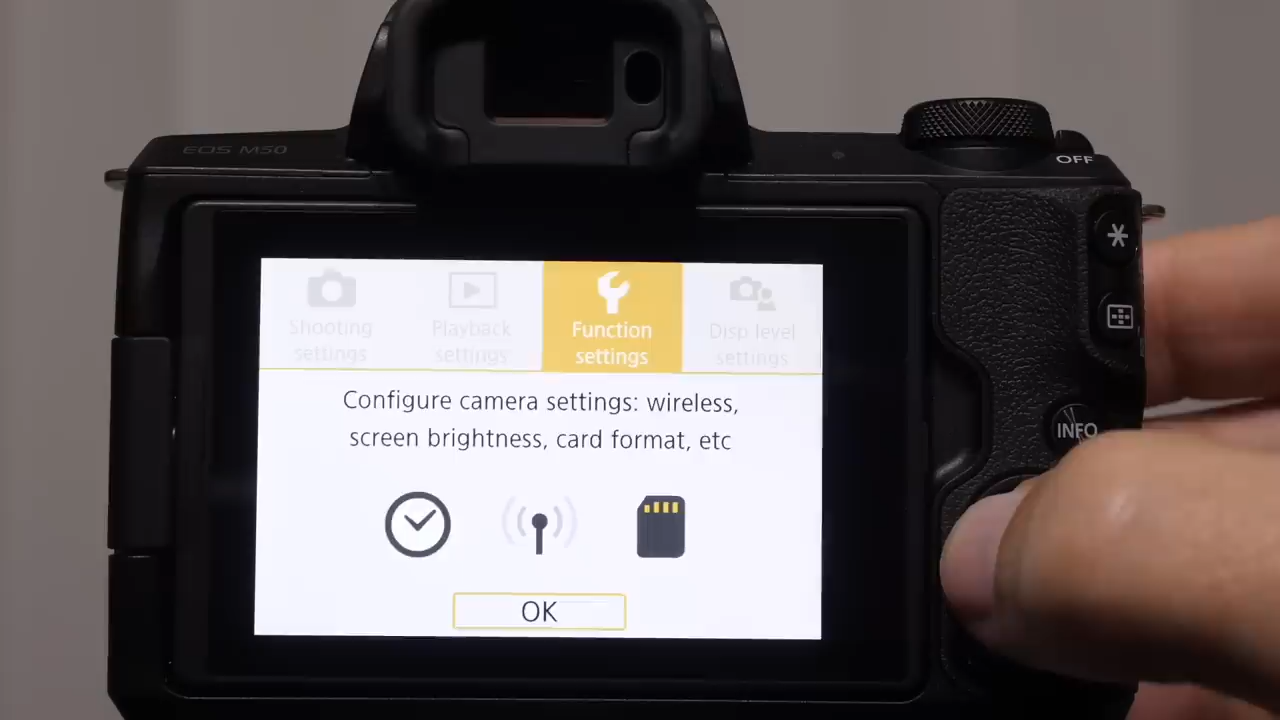 EOS M50
OFF
Shooting
settings
Playback
settings
Function
settings
Disp level
settings
Configure camera settings: wireless,
screen brightness, card format, etc
INFO
OK